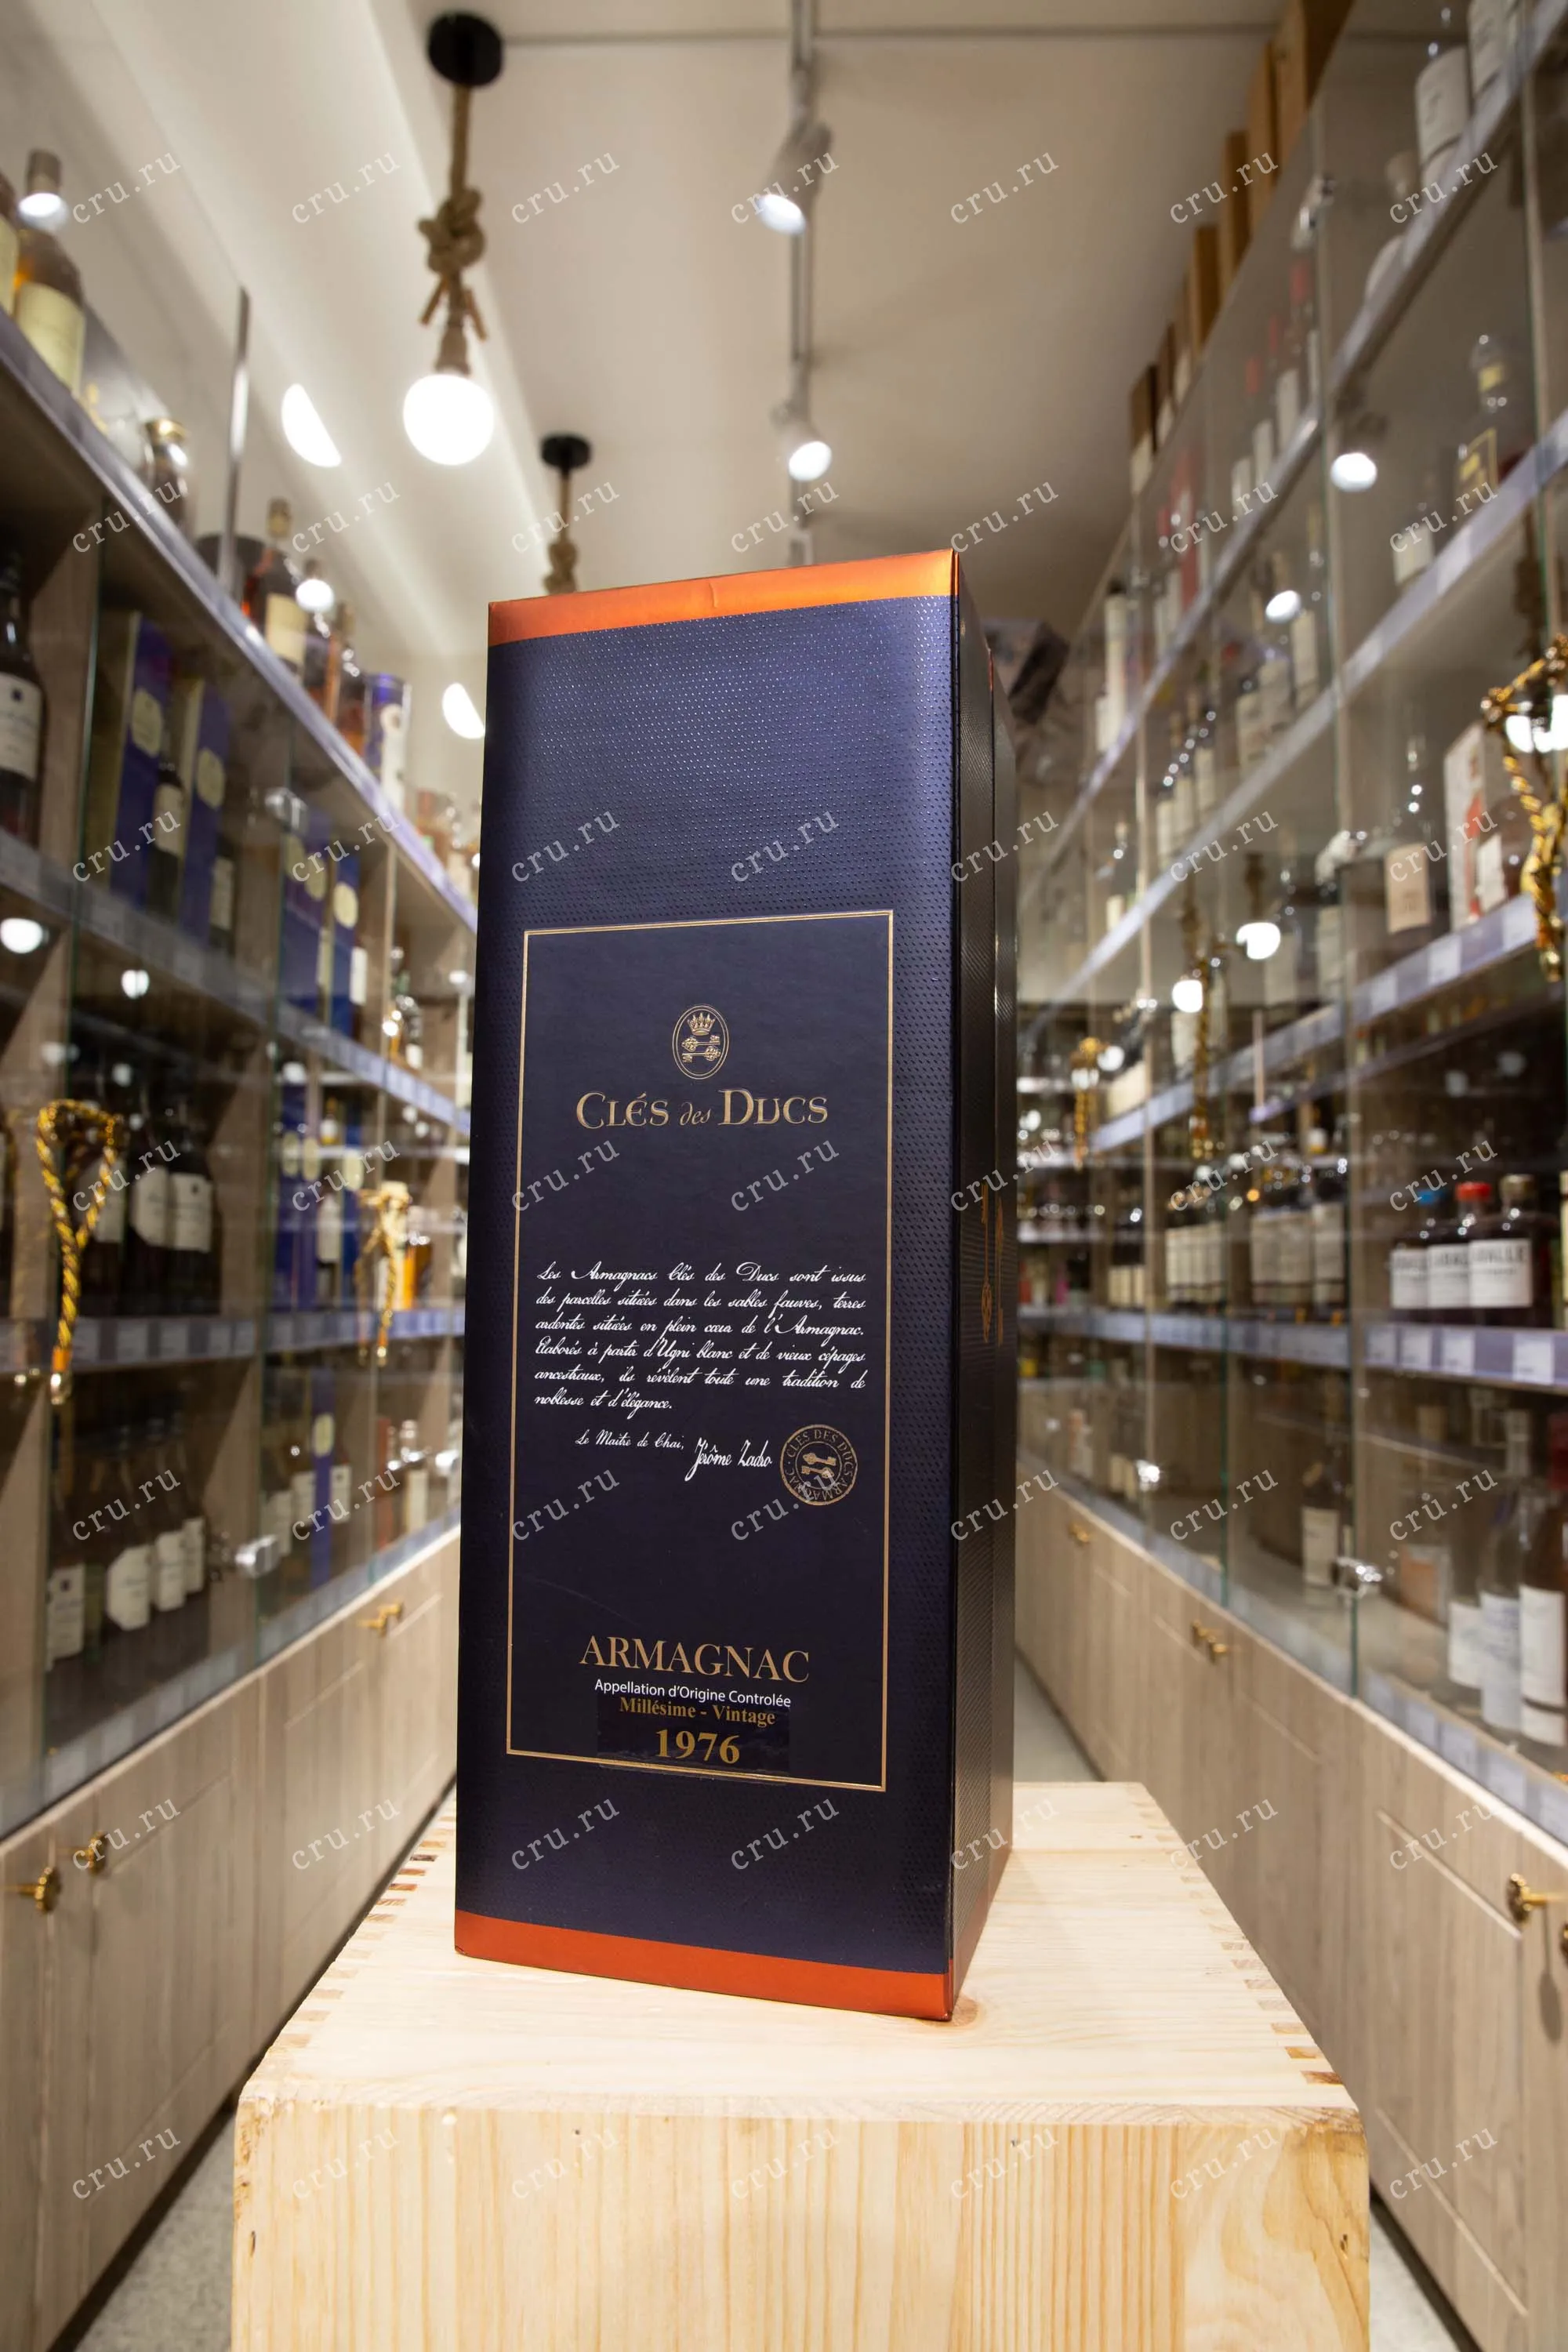 CLÉS des DUCS
Les Armagnacs Clés des Ducs sont issus
des parcelles situées dans les sables fauves, terres
ardentes situées en plein cœur de l'Armagnac.
Élaborés à partir d'Ugni blanc et de vieux cépages
ancestraux, ils révèlent toute une tradition de
noblesse et d'élégance.
Le Maître de Chai,
Jérôme Zadro
CLES DES DUCS ARMAGNAC
ARMAGNAC
Appellation d'Origine Controlée
Millésime - Vintage
1976
cru.ru